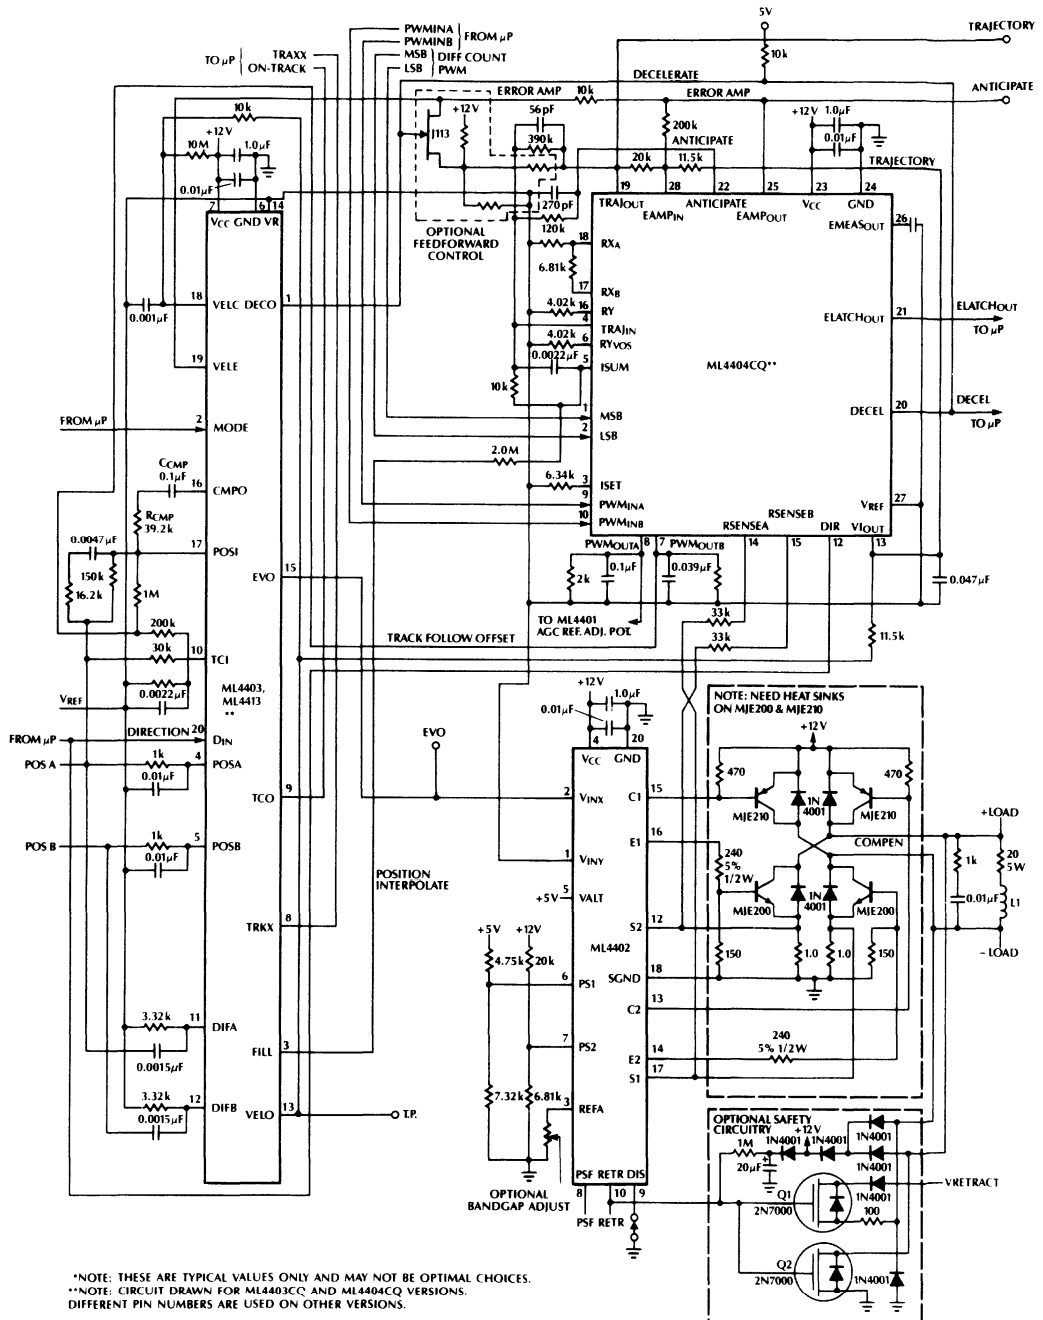 PWMINA
PWMINB
FROM µP
MSB
LSB
DIFF COUNT
PWM
TO µP
TRAXX
ON-TRACK
5V
10k
TRAJECTORY
DECELERATE
ERROR AMP
10k
ERROR AMP
ANTICIPATE
56pF
+12V
J113
390k
200k
ANTICIPATE
+12V
1.0µF
0.01µF
10k
+12V
10M
1.0µF
0.01µF
20k
11.5k
TRAJECTORY
270pF
OPTIONAL
FEEDFORWARD
CONTROL
120k
7
6
14
VCC GND VR
19
28
22
25
23
24
TRAJOUT
EAMPIN
ANTICIPATE
EAMPOUT
VCC
GND
EMEASOUT
26
18
RXA
6.81k
17
RXB
16
RY
4.02k
4
TRAJIN
4.02k
6
RYVOS
0.0022µF
5
ISUM
10k
ML4404CQ**
ELATCHOUT
21
ELATCHOUT
TO µP
1
MSB
2
LSB
DECEL
20
DECEL
TO µP
2.0M
6.34k
3
ISET
9
PWMINA
10
PWMINB
VREF
27
RSENSEA
RSENSEB
DIR
VIOUT
PWMOUTA
8
7
PWMOUTB
14
15
12
13
2k
0.1µF
0.039µF
0.047µF
TO ML4401
AGC REF. ADJ. POT.
33k
33k
11.5k
TRACK FOLLOW OFFSET
18
VELC
DECO
1
0.001µF
19
VELE
FROM µP
2
MODE
CCMP
0.1µF
16
CMPO
RCMP
39.2k
0.0047µF
17
POSI
150k
16.2k
1M
EVO
15
200k
30k
10
TCI
0.0022µF
ML4403,
ML4413
**
VREF
FROM µP
DIRECTION
20
DIN
POS A
1k
4
POSA
0.01µF
TCO
9
POS B
1k
5
POSB
0.01µF
POSITION
INTERPOLATE
TRKX
8
3.32k
11
DIFA
0.0015µF
FILL
3
3.32k
12
DIFB
0.0015µF
VELO
13
T.P.
EVO
+12V
1.0µF
0.01µF
4
20
VCC
GND
2
VINX
1
VINY
+5V
5
VALT
ML4402
+5V
+12V
4.75k
20k
6
PS1
7
PS2
7.32k
6.81k
3
REFA
PSF RETR DIS
8
10
9
PSF RETR
OPTIONAL
BANDGAP ADJUST
C1
15
E1
16
S2
12
SGND
18
C2
13
E2
14
S1
17
NOTE: NEED HEAT SINKS
ON MJE200 & MJE210
+12V
470
470
1N
4001
MJE210
MJE210
COMPEN
240
5%
1/2W
1N
4001
MJE200
MJE200
150
1.0
1.0
150
240
5% 1/2W
+LOAD
1k
20
5W
0.01µF
L1
– LOAD
OPTIONAL SAFETY
CIRCUITRY
+12V
1M
1N4001
1N4001
1N4001
1N4001
20µF
+
1N4001
VRETRACT
Q1
2N7000
100
Q2
2N7000
1N4001
*NOTE: THESE ARE TYPICAL VALUES ONLY AND MAY NOT BE OPTIMAL CHOICES.
**NOTE: CIRCUIT DRAWN FOR ML4403CQ AND ML4404CQ VERSIONS.
DIFFERENT PIN NUMBERS ARE USED ON OTHER VERSIONS.